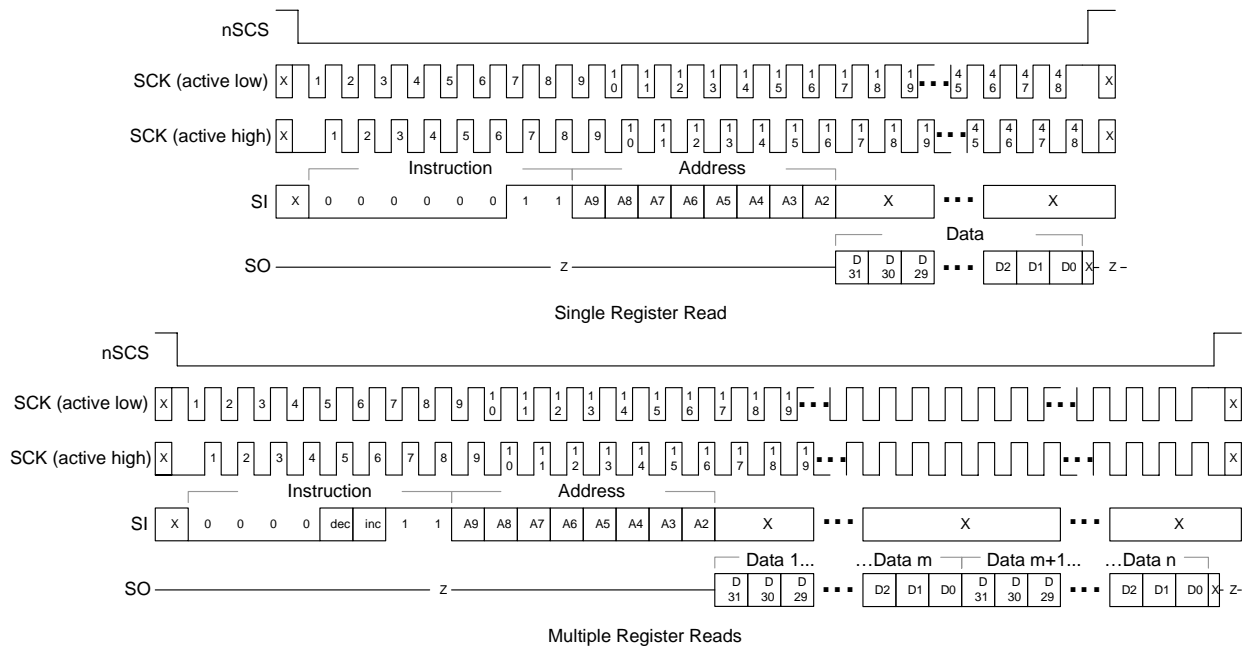 nSCS
SCK (active low) X 1 2 3 4 5 6 7 8 9 10 11 12 13 14 15 16 17 18 19 ... 45 46 47 48 X
SCK (active high) X 1 2 3 4 5 6 7 8 9 10 11 12 13 14 15 16 17 18 19 ... 45 46 47 48 X
Instruction Address
SI X 0 0 0 0 0 0 1 1 A9 A8 A7 A6 A5 A4 A3 A2 X ... X
Data
SO Z D31 D30 D29 ... D2 D1 D0 X Z
Single Register Read
nSCS
SCK (active low) X 1 2 3 4 5 6 7 8 9 10 11 12 13 14 15 16 17 18 19 ... ... X
SCK (active high) X 1 2 3 4 5 6 7 8 9 10 11 12 13 14 15 16 17 18 19 ... ... X
Instruction Address
SI X 0 0 0 0 dec inc 1 1 A9 A8 A7 A6 A5 A4 A3 A2 X ... X ... X
Data 1... ...Data m Data m+1... ...Data n
SO Z D31 D30 D29 ... D2 D1 D0 D31 D30 D29 ... D2 D1 D0 X Z
Multiple Register Reads